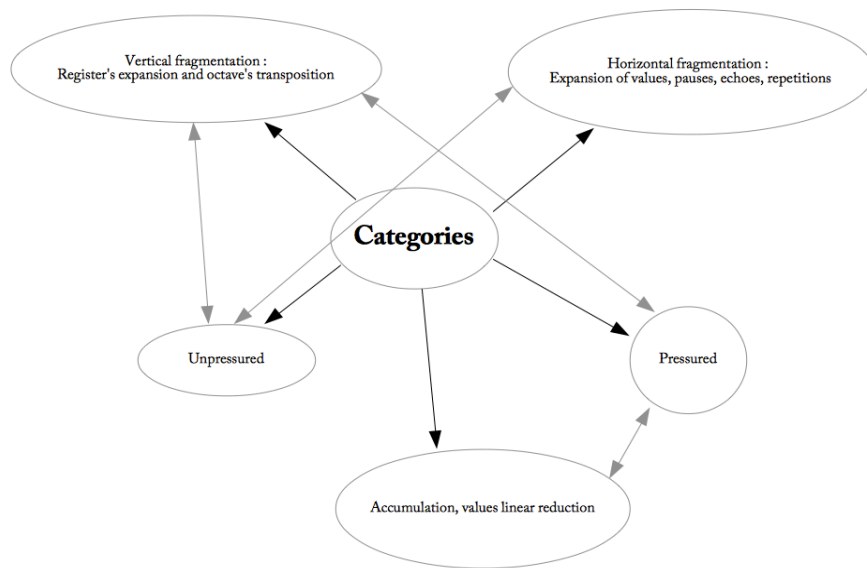 Vertical fragmentation :
Register's expansion and octave's transposition
Horizontal fragmentation :
Expansion of values, pauses, echoes, repetitions
Categories
Unpressured
Pressured
Accumulation, values linear reduction